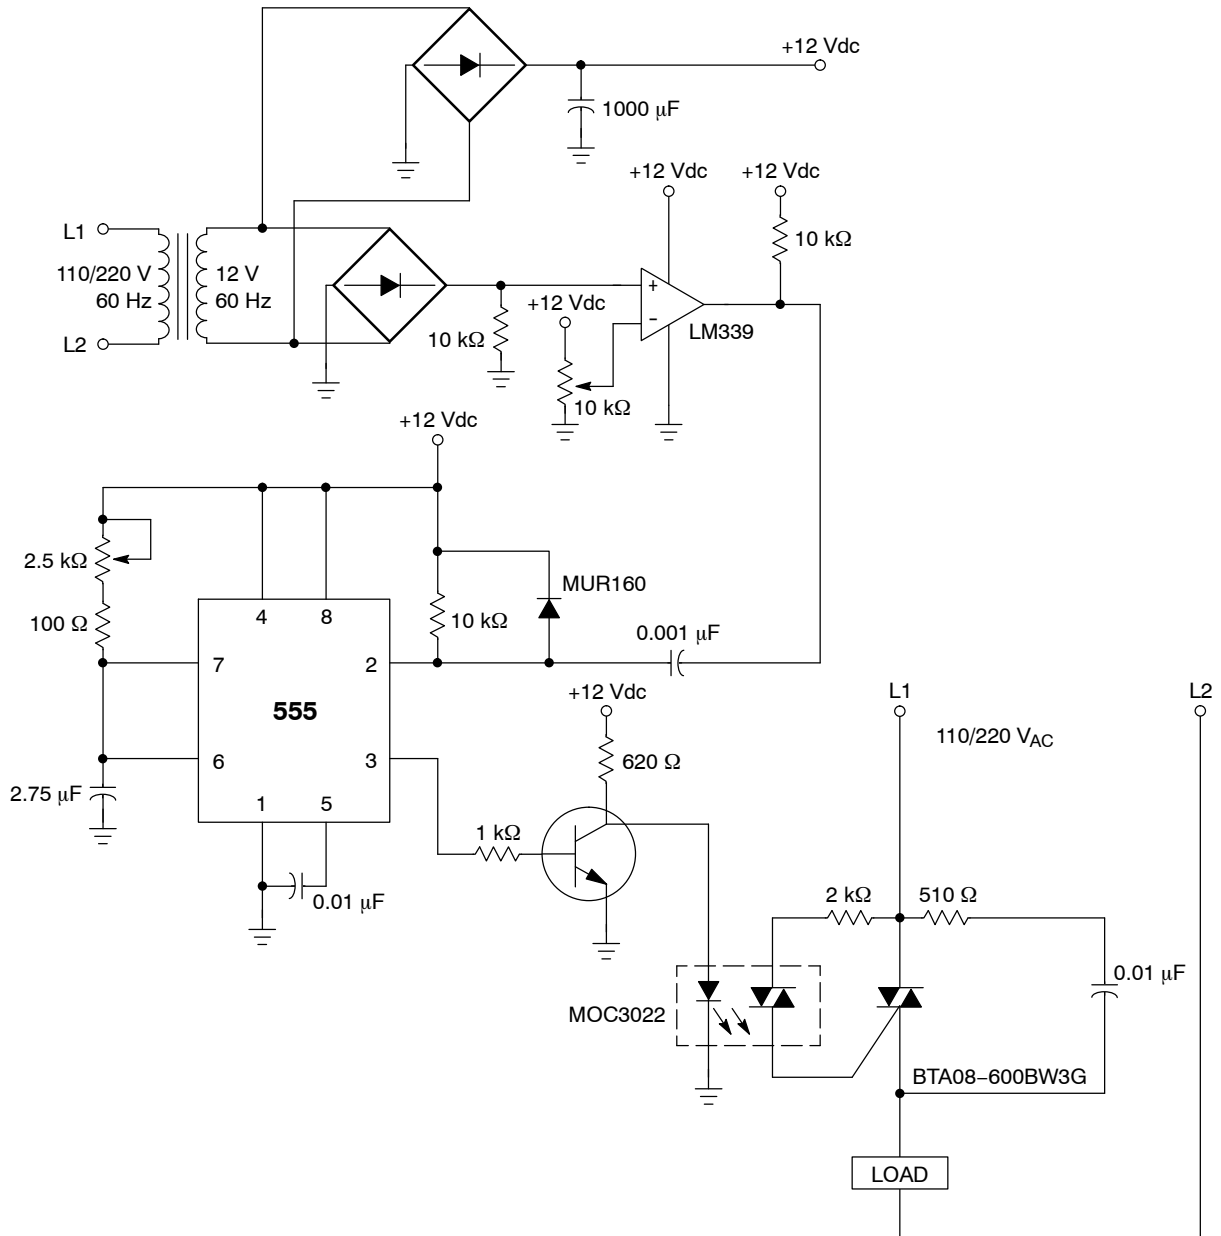 +12 Vdc
1000 μF
+12 Vdc
+12 Vdc
10 kΩ
L1
110/220 V
60 Hz
L2
12 V
60 Hz
10 kΩ
+12 Vdc
+
−
LM339
10 kΩ
+12 Vdc
2.5 kΩ
100 Ω
4
8
7
2
555
6
3
1
5
10 kΩ
MUR160
0.001 μF
2.75 μF
0.01 μF
+12 Vdc
620 Ω
1 kΩ
L1
L2
110/220 VAC
2 kΩ
510 Ω
0.01 μF
MOC3022
BTA08−600BW3G
LOAD